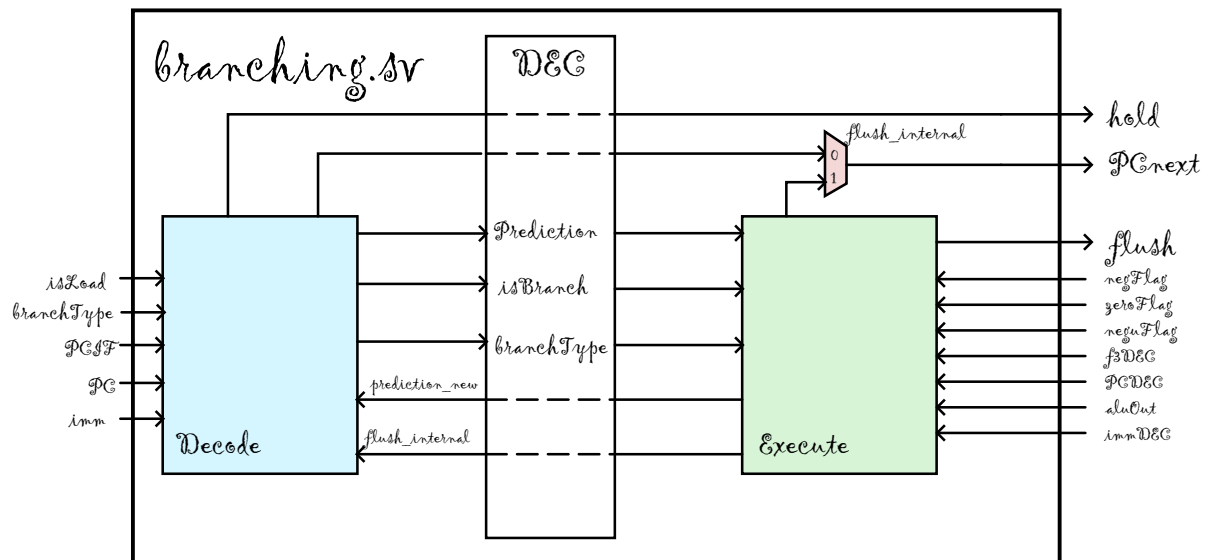 branching.sv
DEC
hold
flush_internal
0
1
PCnext
flush
Prediction
isBranch
branchType
prediction_new
flush_internal
isLoad
branchType
PCIF
PC
imm
negFlag
zeroFlag
neguFlag
f3DEC
PCDEC
aluOut
immDEC
Decode
Execute